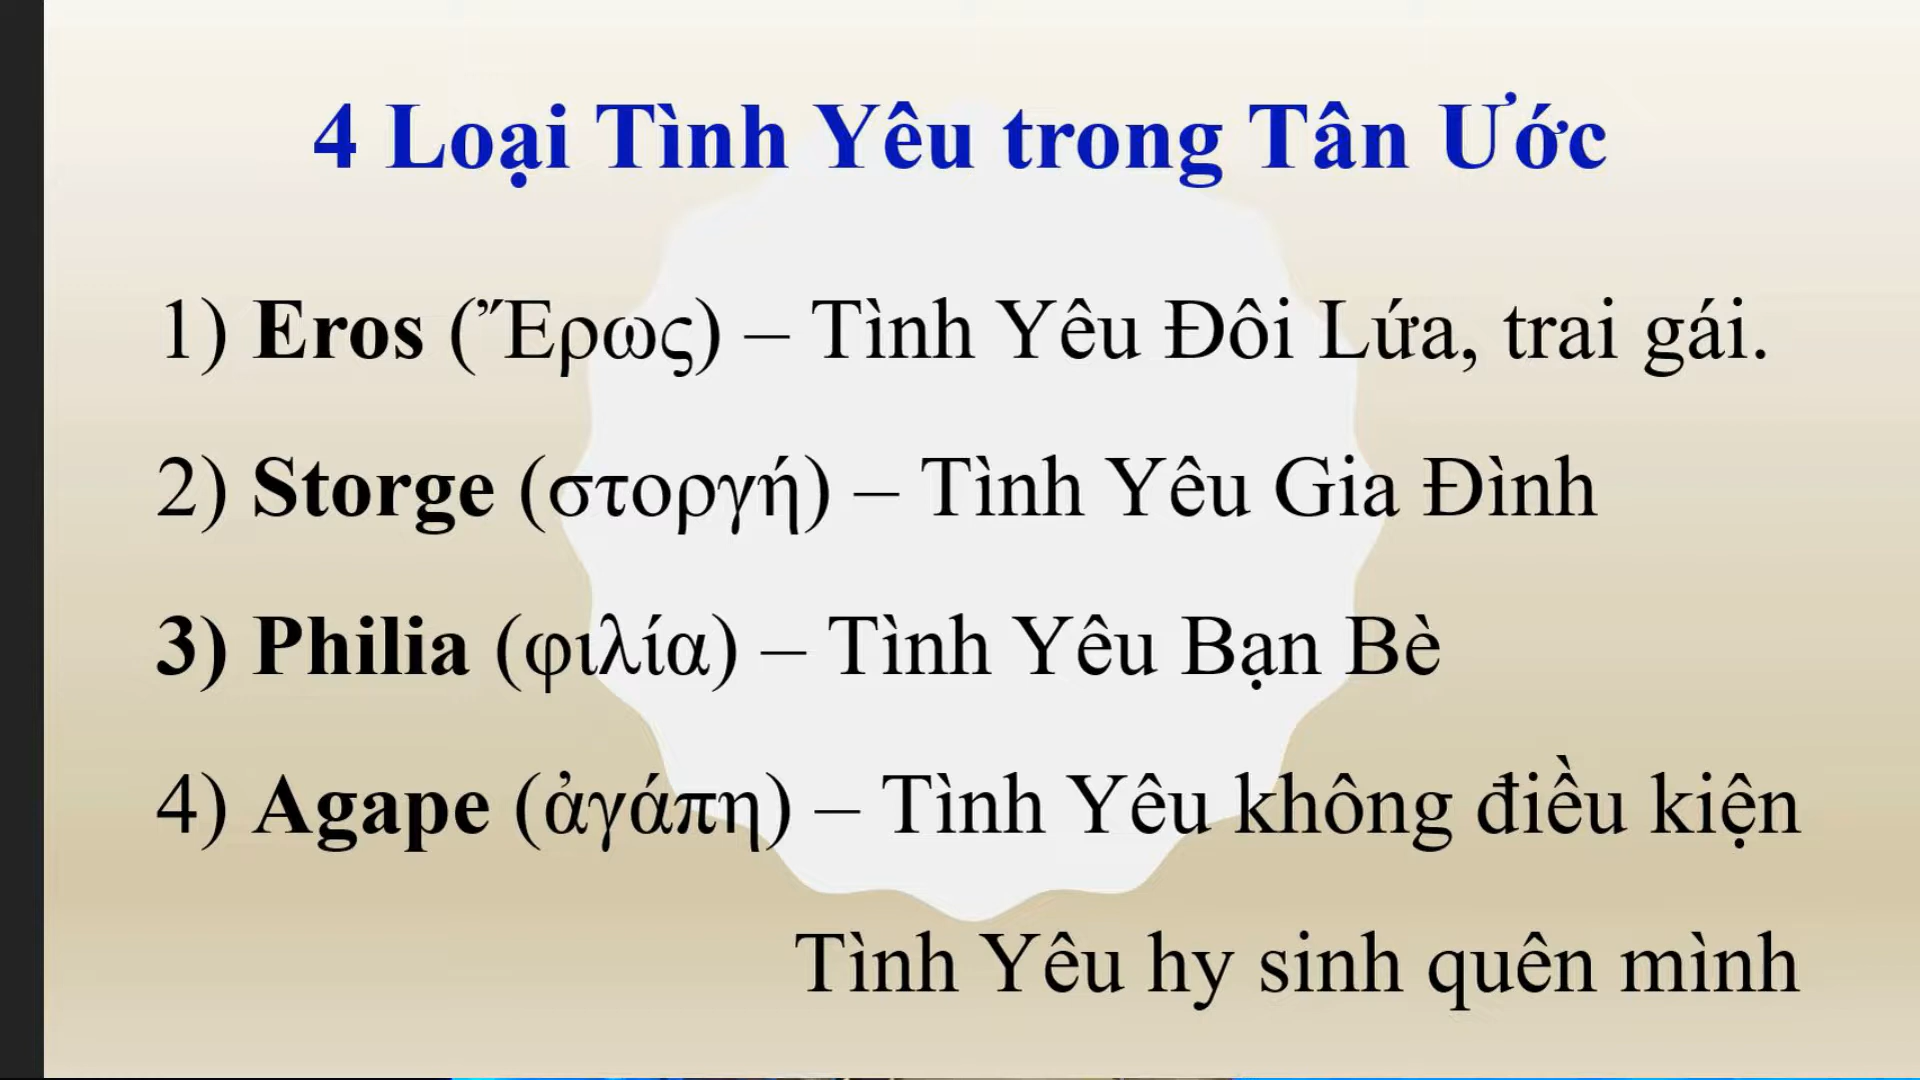 4 Loại Tình Yêu trong Tân Ước
1) Eros (Ἔρως) – Tình Yêu Đôi Lứa, trai gái.
2) Storge (στοργή) – Tình Yêu Gia Đình
3) Philia (φιλία) – Tình Yêu Bạn Bè
4) Agape (ἀγάπη) – Tình Yêu không điều kiện
Tình Yêu hy sinh quên mình